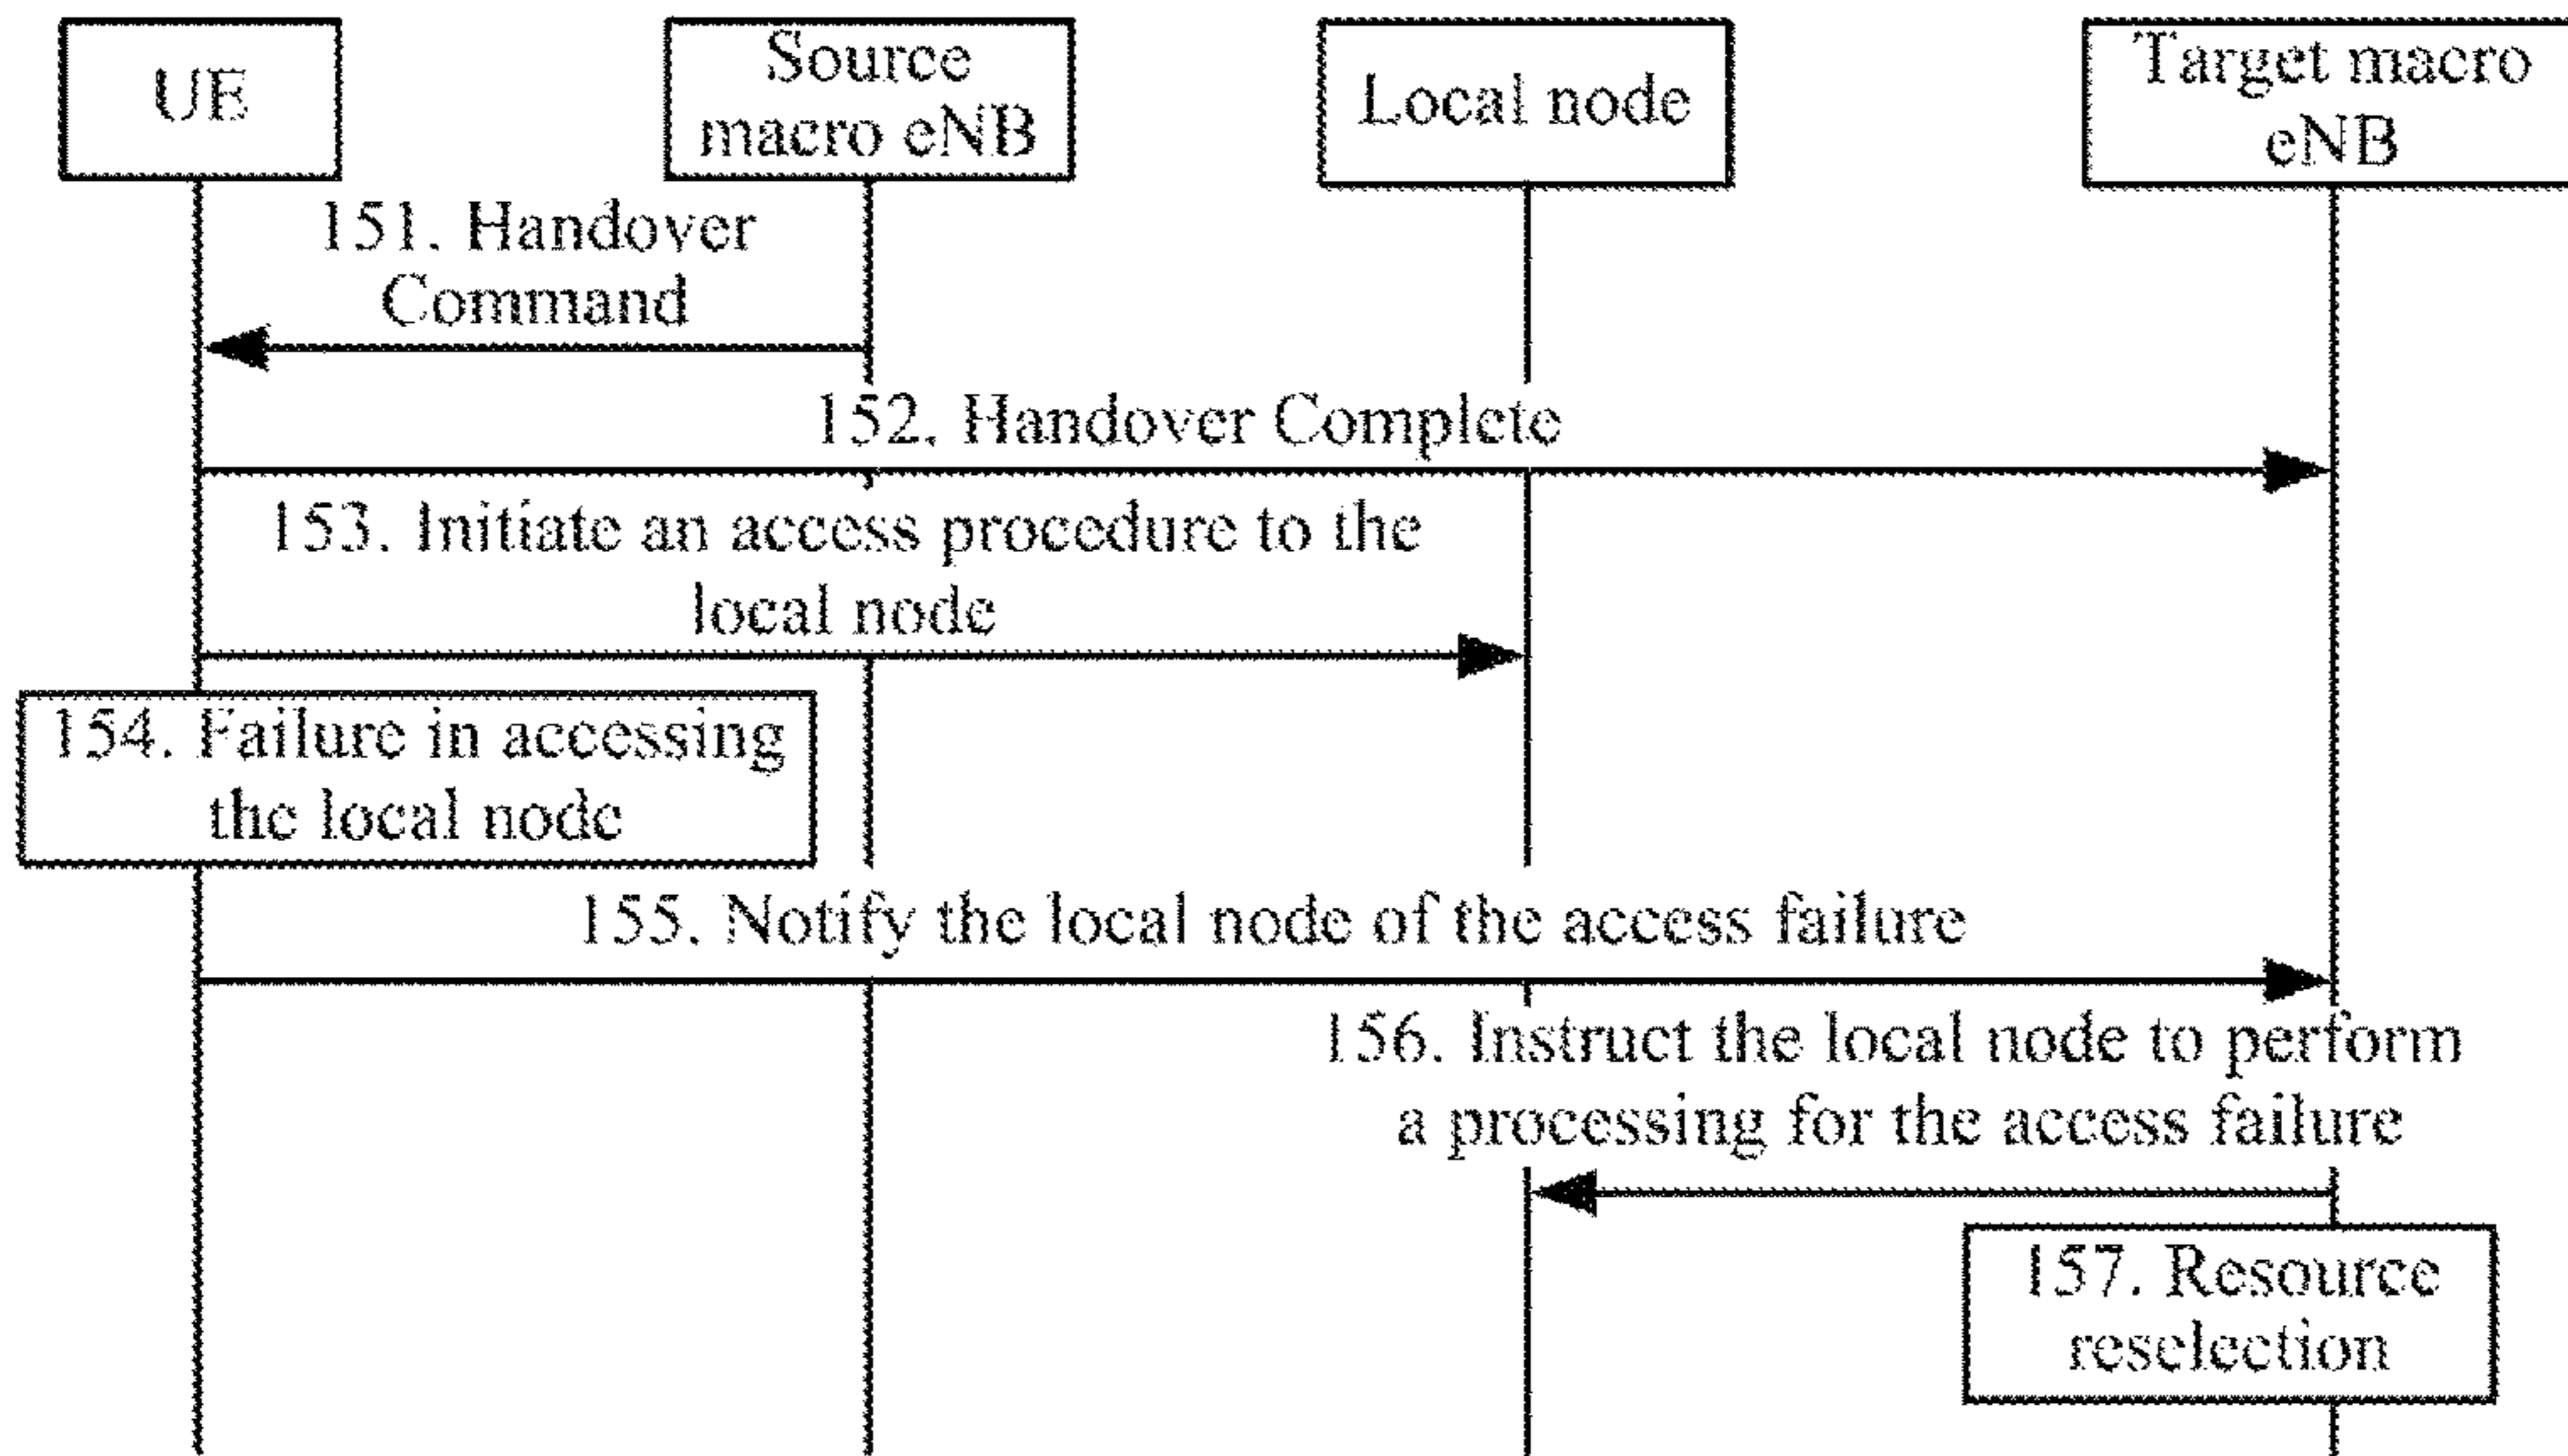 UE
Source
macro eNB
Local node
Target macro
eNB
151. Handover
Command
152. Handover Complete
153. Initiate an access procedure to the
local node
154. Failure in accessing
the local node
155. Notify the local node of the access failure
156. Instruct the local node to perform
a processing for the access failure
157. Resource
reselection